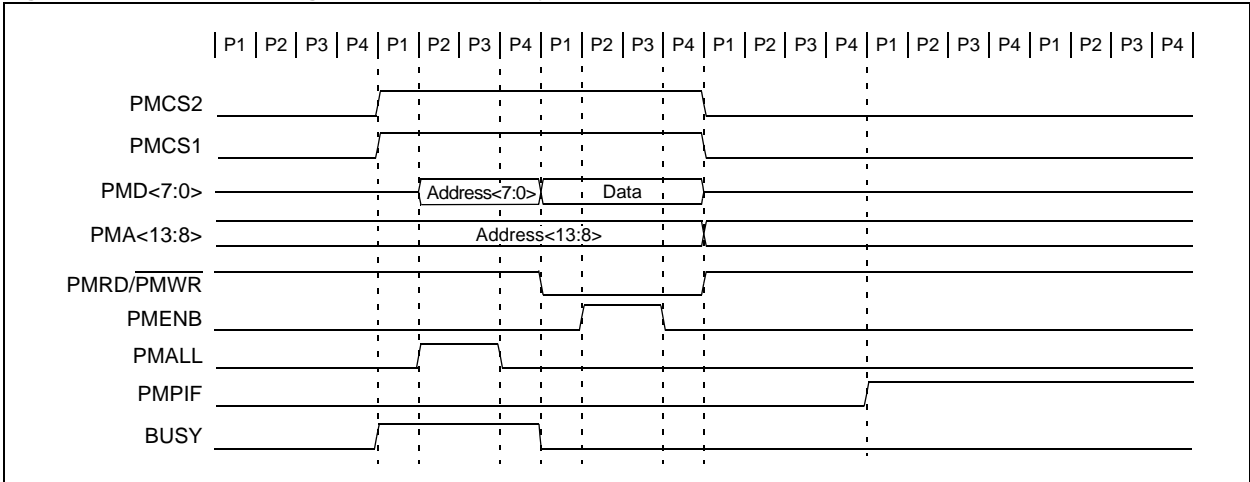 P1 P2 P3 P4 P1 P2 P3 P4 P1 P2 P3 P4 P1 P2 P3 P4 P1 P2 P3 P4 P1 P2 P3 P4
PMCS2
PMCS1
PMD<7:0> Address<7:0> Data
PMA<13:8> Address<13:8>
PMRD/PMWR
PMENB
PMALL
PMPIF
BUSY